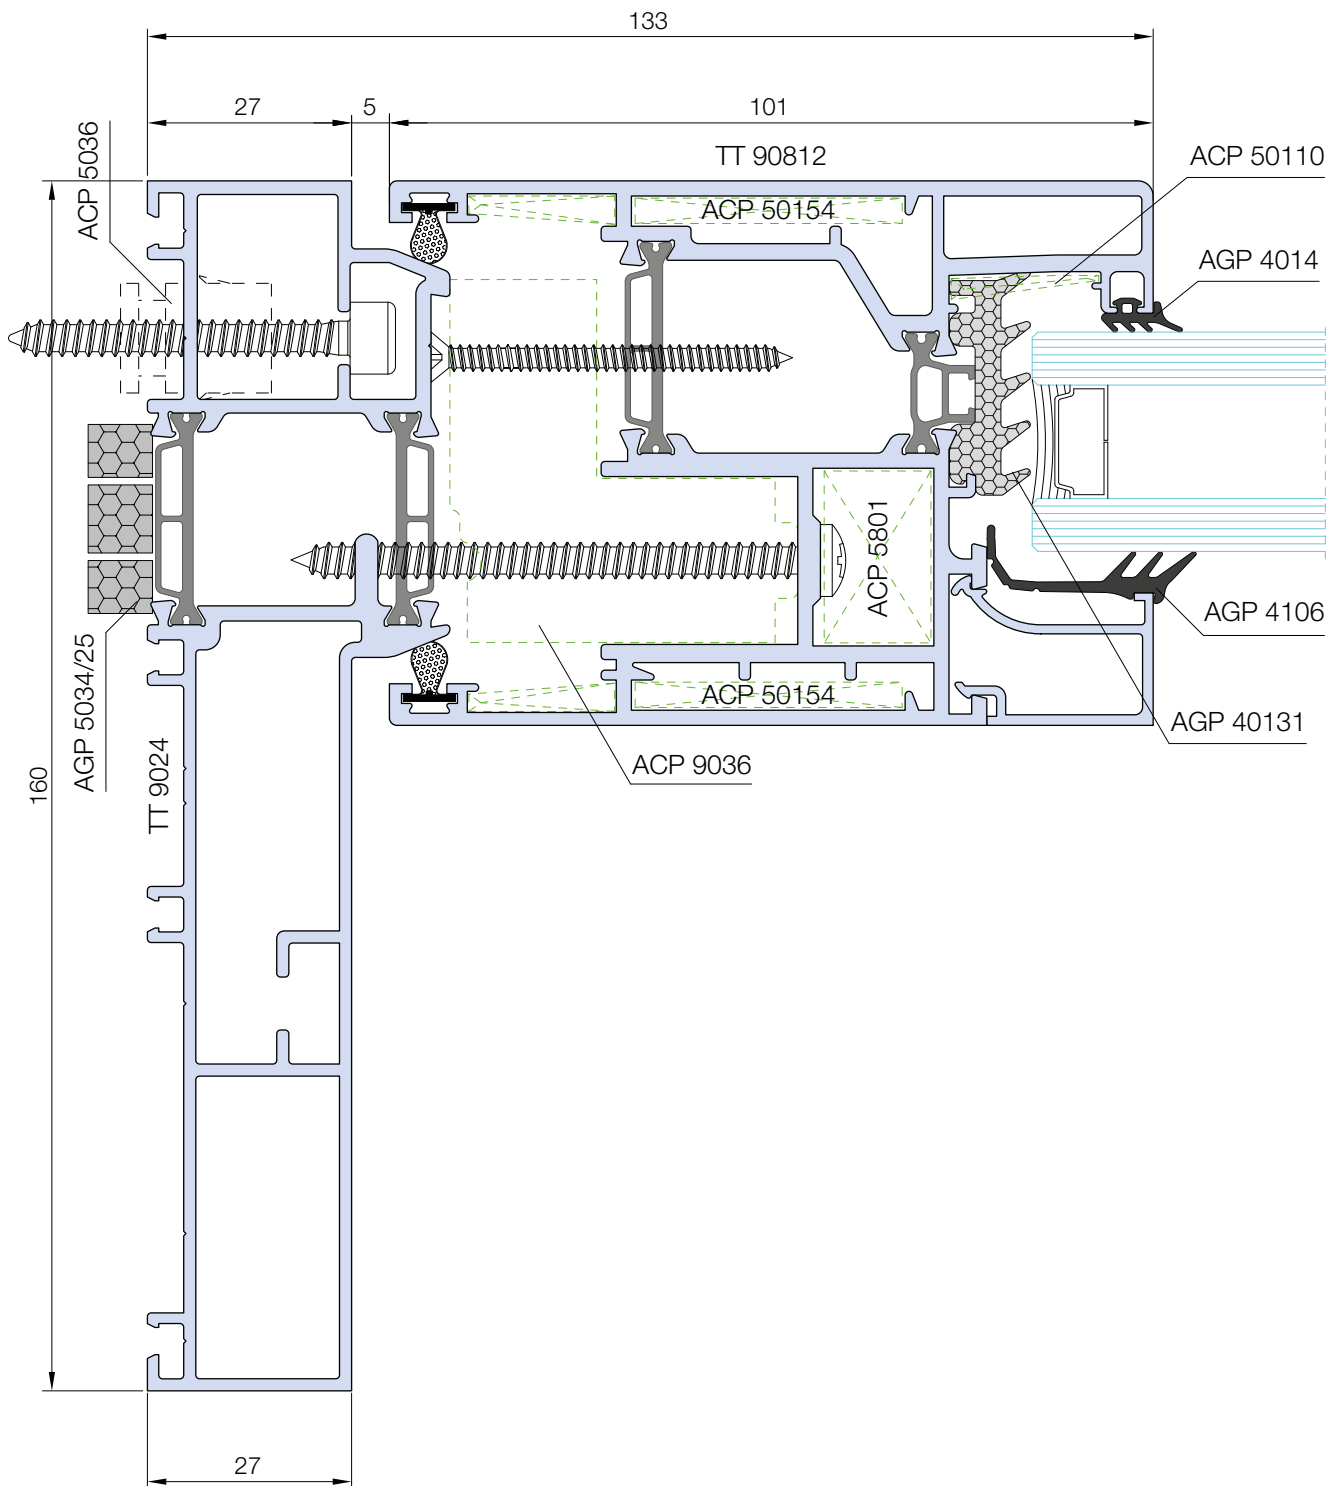 133
27
5
101
TT 90812
ACP 50110
ACP 5036
ACP 50154
AGP 4014
ACP 5801
AGP 4106
ACP 50154
AGP 40131
AGP 5034/25
TT 9024
ACP 9036
160
27